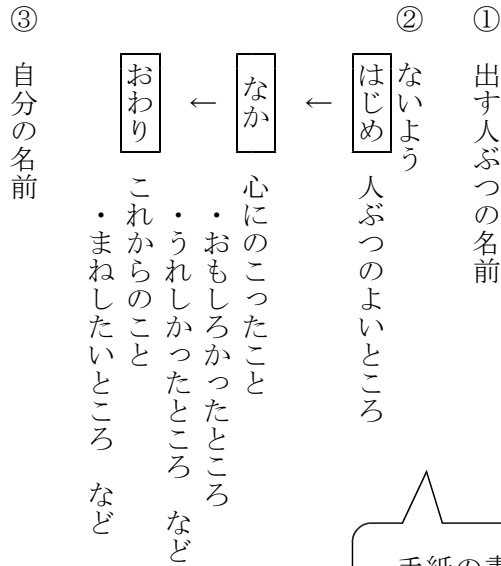 ① 出す人ぶつの名前
② ないよう
はじめ 人ぶつのよいところ
↓
なか 心にのこったこと
・おもしろかったところ
・うれしかったところ など
↓
おわり これからのこと
・まねしたいところ など
③ 自分の名前
手紙の